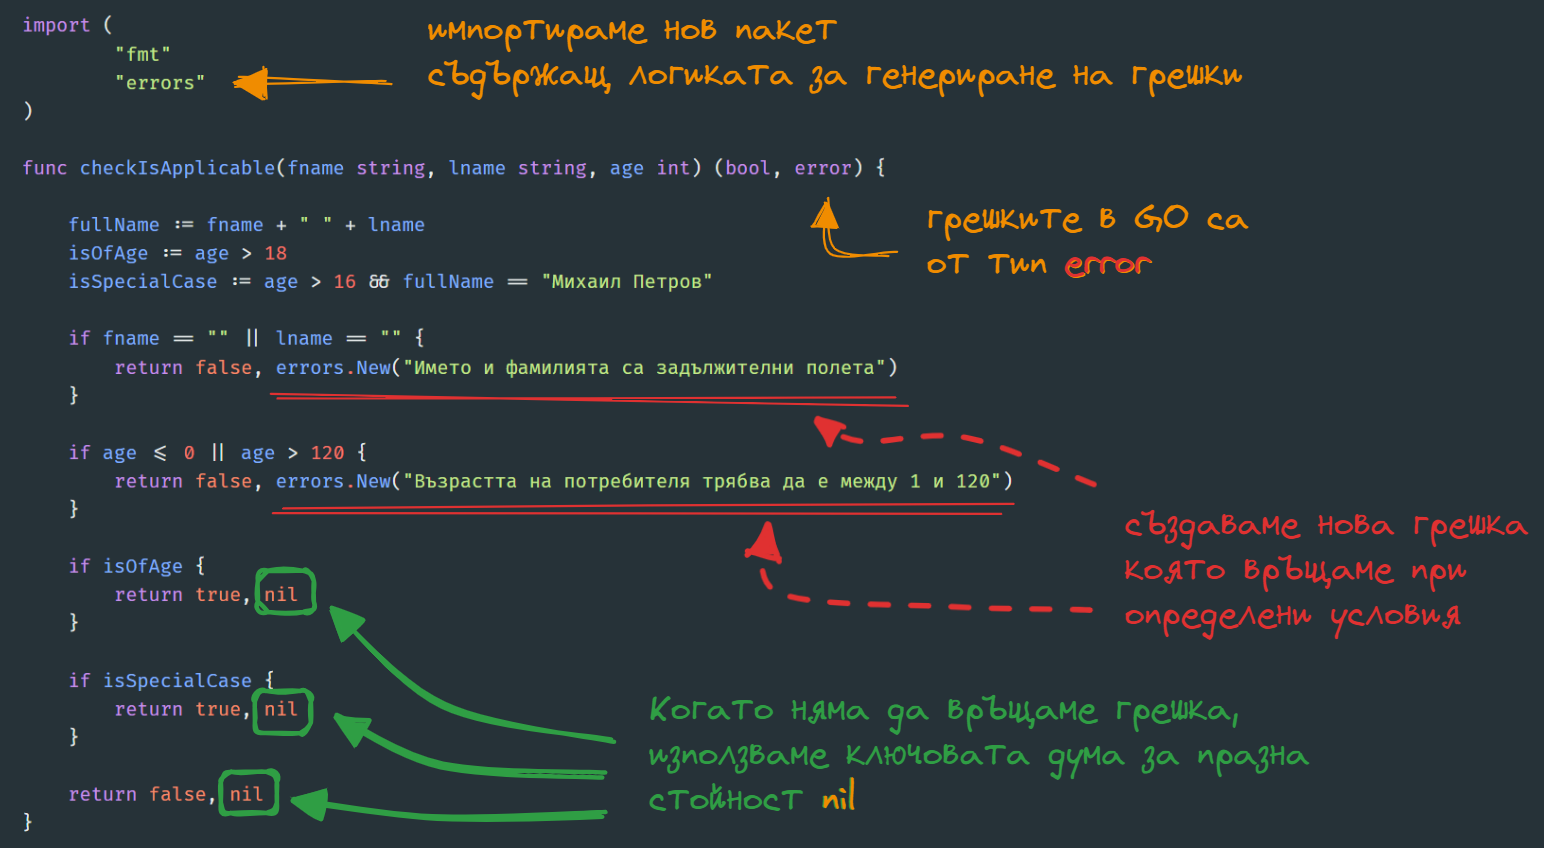 import (
"fmt"
импортираме нов пакет
"errors"
съдържащ логиката за генериране на грешки
)
func checkIsApplicable(fname string, lname string, age int) (bool, error) {
грешките в GO са
от тип error
fullName := fname + " " + lname
isOfAge := age > 18
isSpecialCase := age > 16 && fullName == "Михаил Петров"
if fname == "" || lname == "" {
return false, errors.New("Името и фамилията са задължителни полета")
}
if age <= 0 || age > 120 {
return false, errors.New("Възрастта на потребителя трябва да е между 1 и 120")
}
създаваме нова грешка
която връщаме при
определени условия
if isOfAge {
return true, nil
}
if isSpecialCase {
return true, nil
}
Когато няма да връщаме грешка,
използваме ключовата дума за празна
стойност nil
return false, nil
}